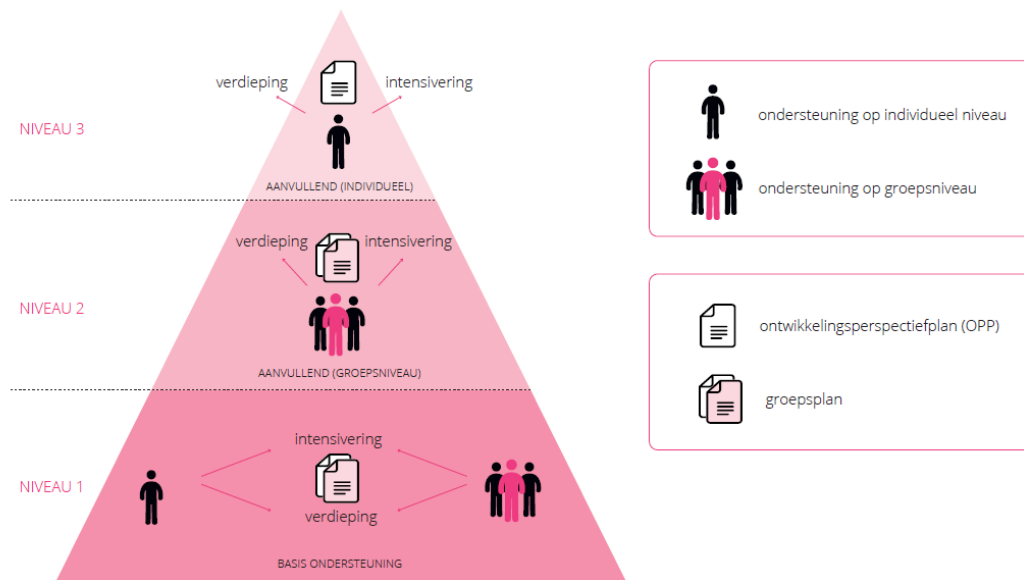 verdieping
intensivering
NIVEAU 3
AANVULLEND (INDIVIDUEEL)
verdieping
intensivering
NIVEAU 2
AANVULLEND (GROEPSNIVEAU)
intensivering
NIVEAU 1
verdieping
BASIS ONDERSTEUNING
ondersteuning op individueel niveau
ondersteuning op groepsniveau
ontwikkelingsperspectiefplan (OPP)
groepsplan